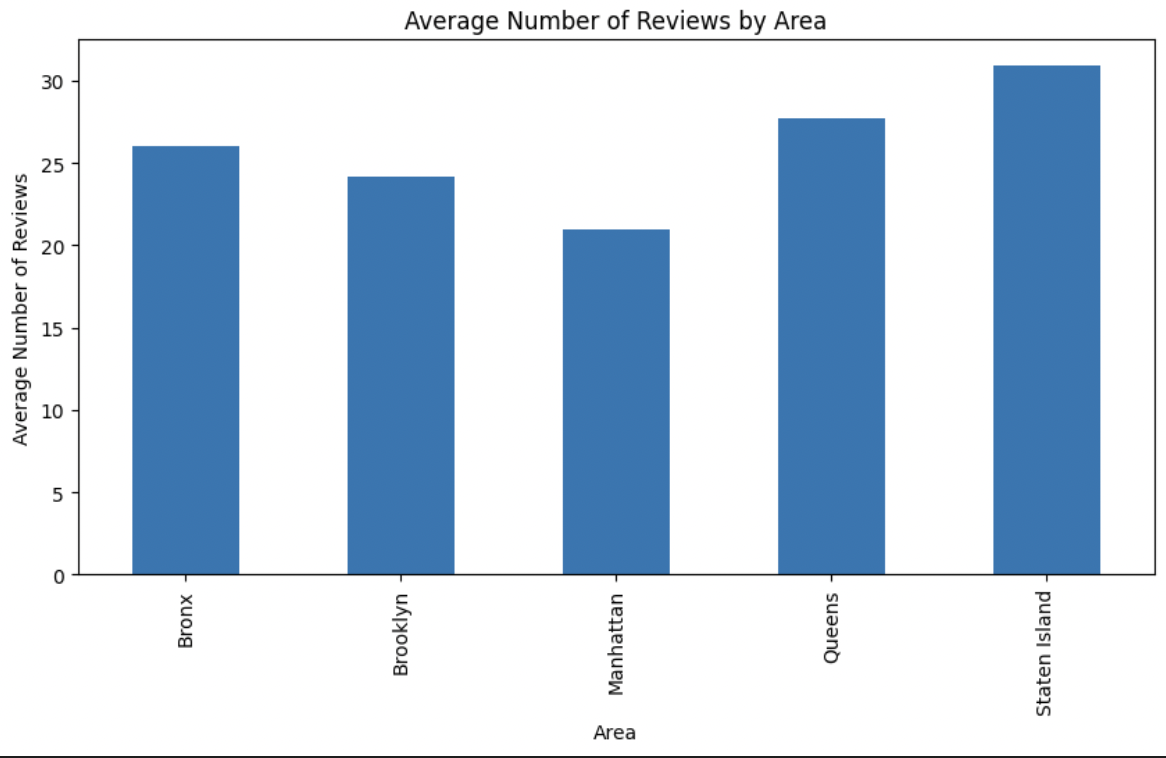 Average Number of Reviews by Area
Average Number of Reviews
30
25
20
15
10
5
0
Bronx
Brooklyn
Manhattan
Queens
Staten Island
Area